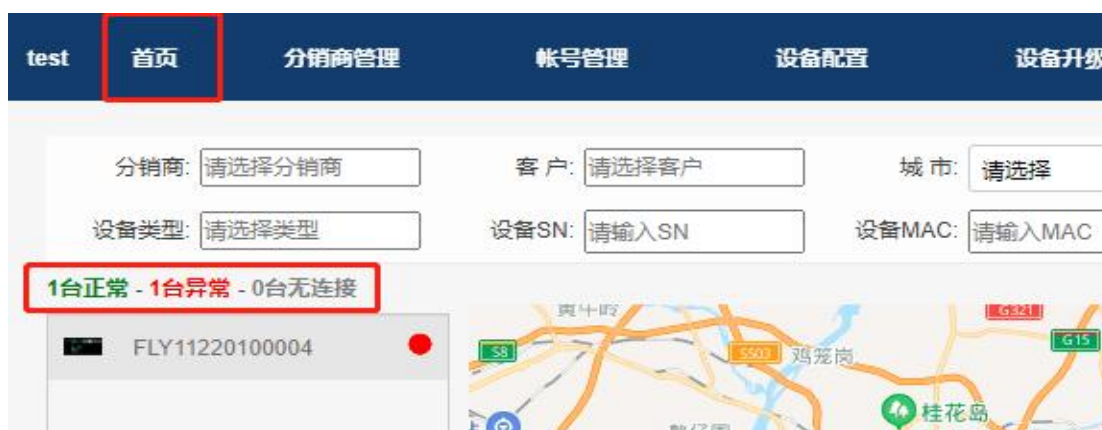 test 首页 分销商管理 帐号管理 设备配置 设备升级
分销商: 请选择分销商 客 户: 请选择客户 城 市: 请选择
设备类型: 请选择类型 设备SN: 请输入SN 设备MAC: 请输入MAC
1台正常 - 1台异常 - 0台无连接
G321
FLY11220100004
S8
S503
鸡笼岗
G15
桂花岛